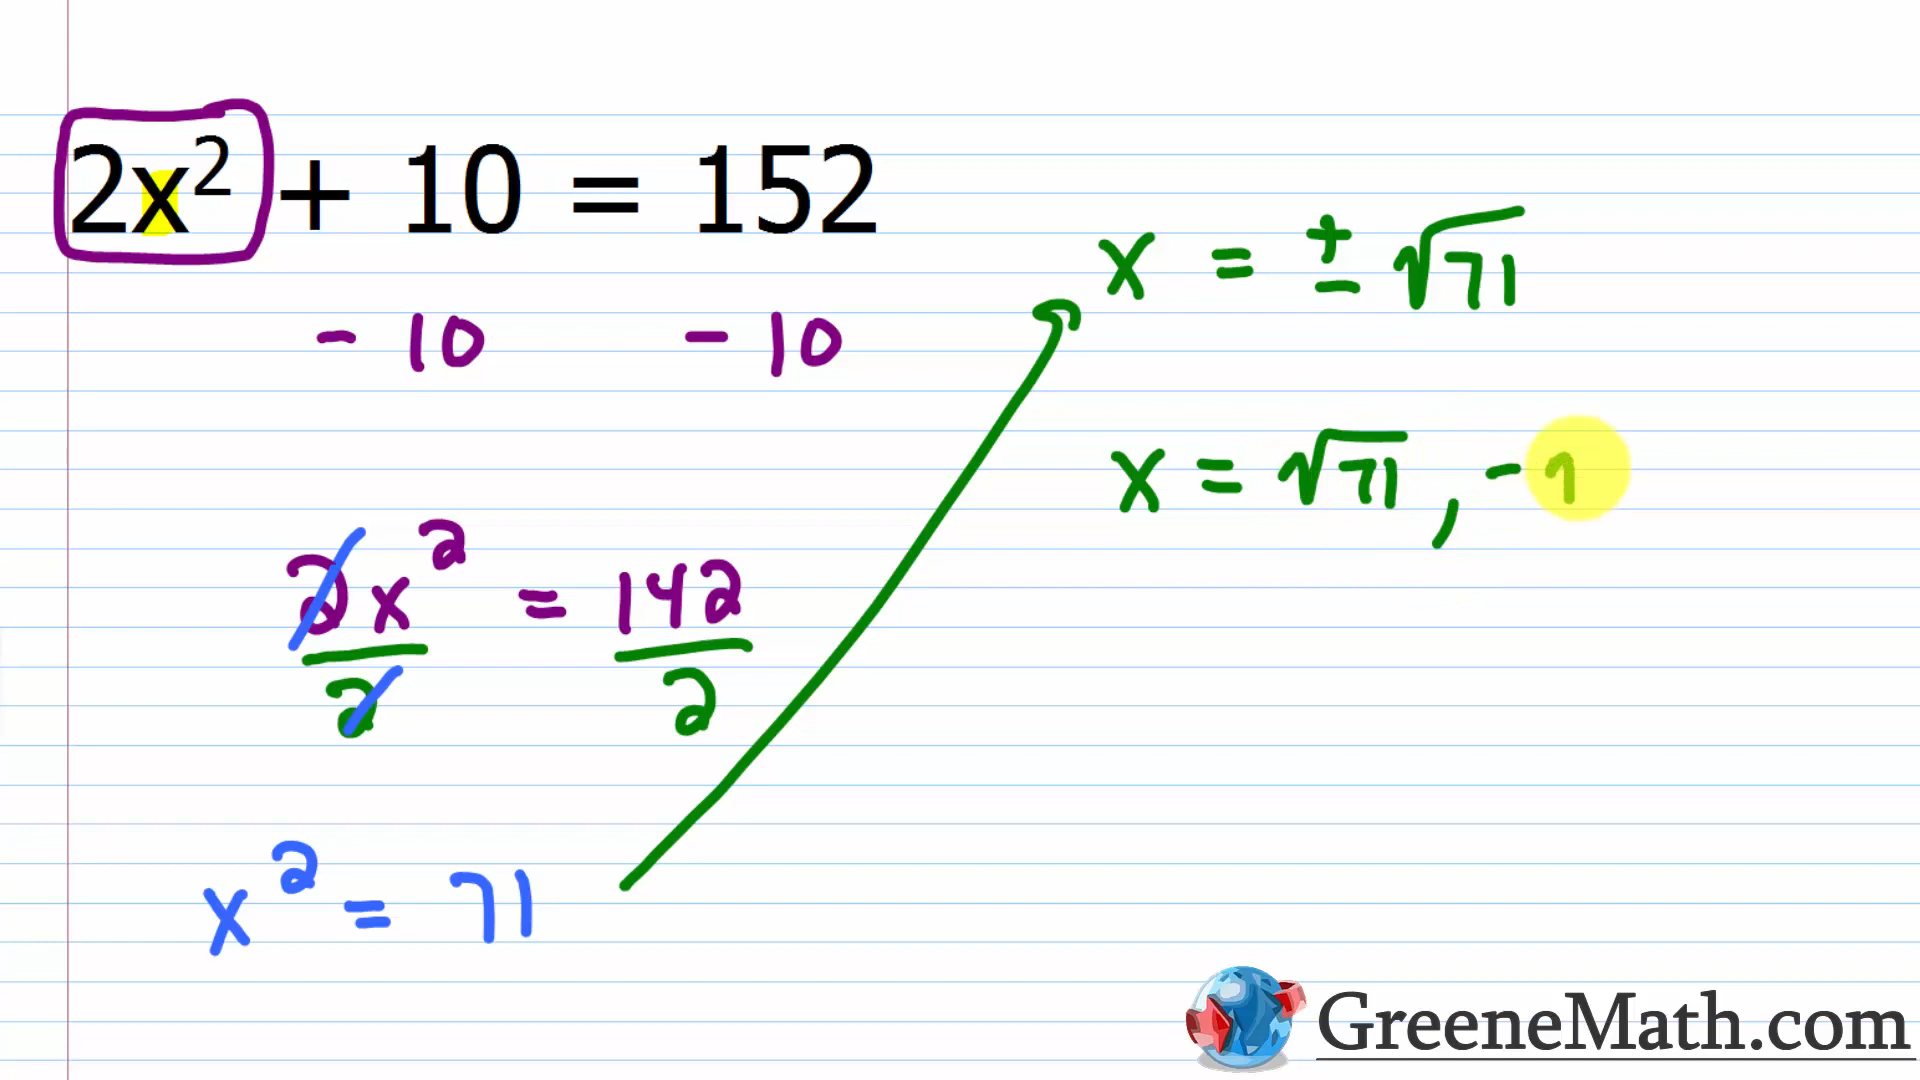 2x² + 10 = 152
- 10 - 10
2x² = 142
2 2
x² = 71
x = ± √71
x = √71 , -
GreeneMath.com